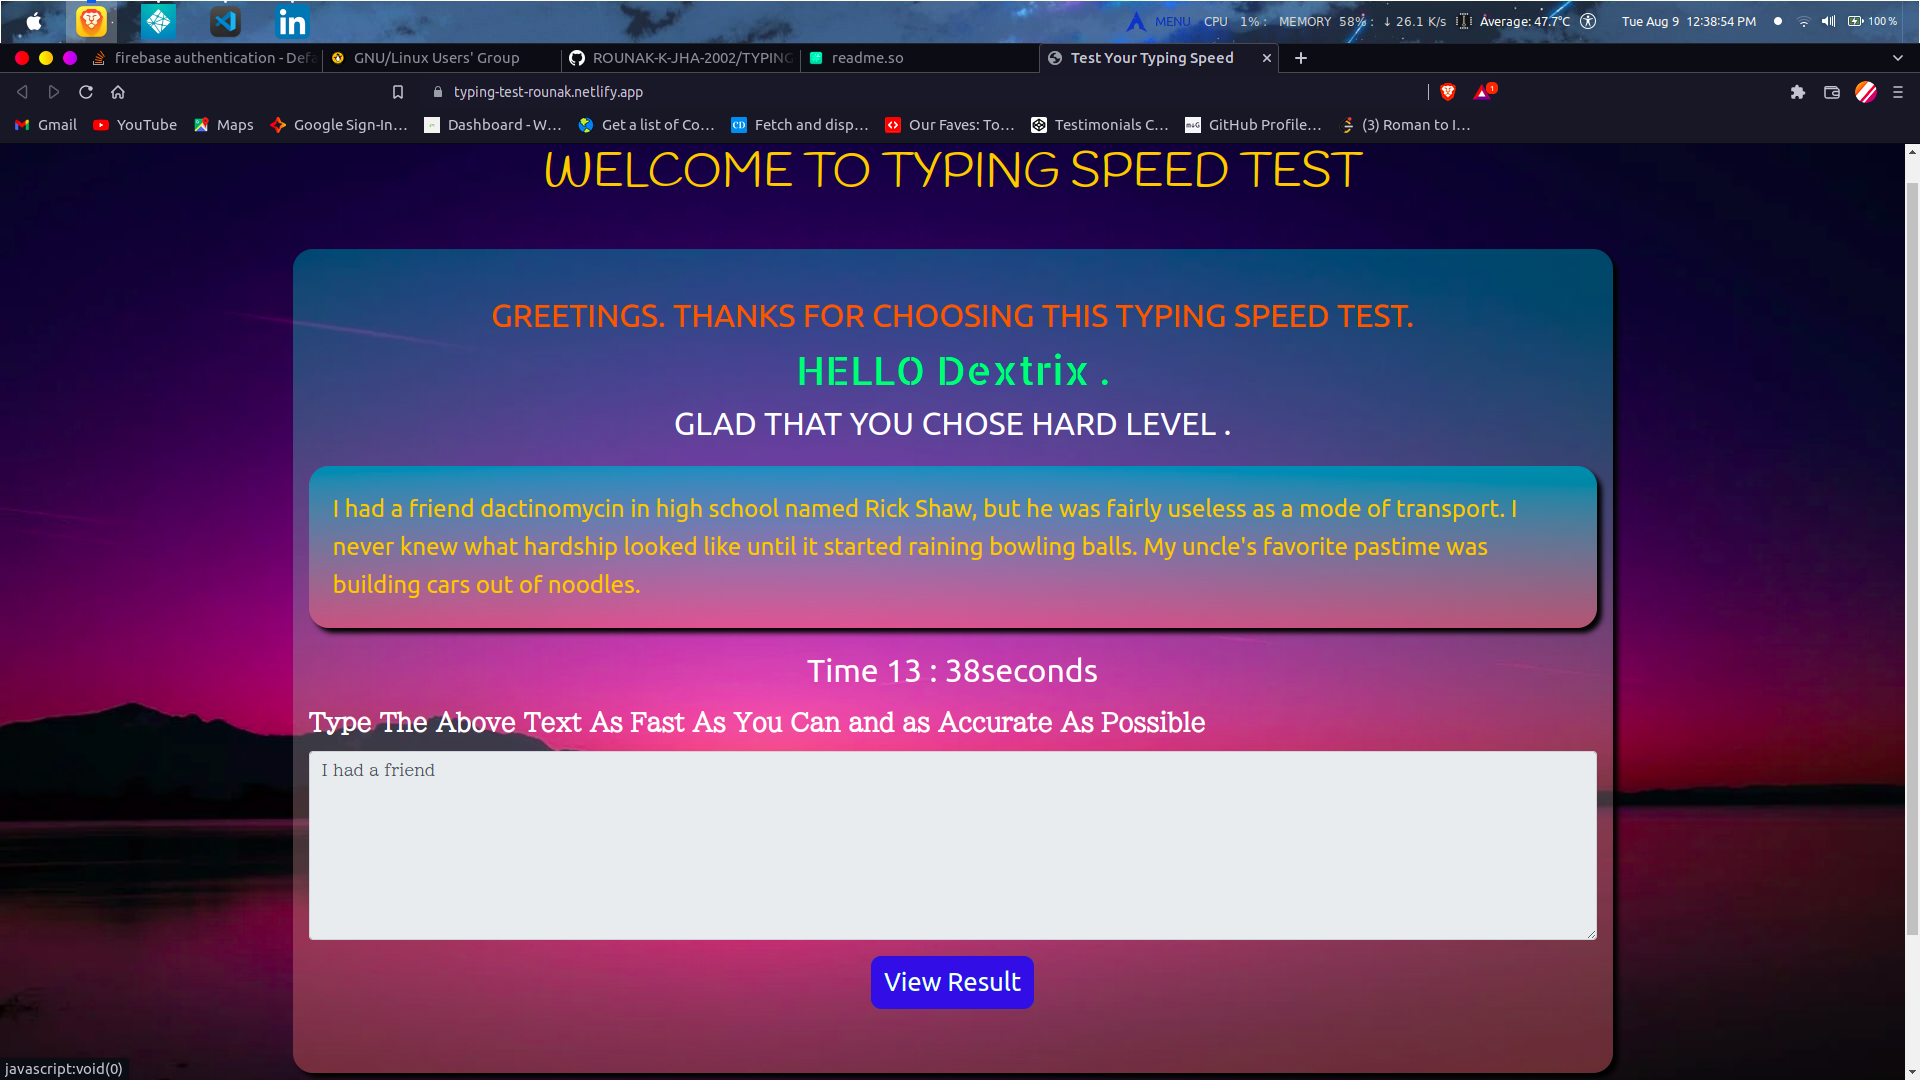 MENU CPU 1% : MEMORY 58% : ↓ 26.1 K/s Average: 47.7°C Tue Aug 9 12:38:54 PM 100 %
firebase authentication - Defa GNU/Linux Users' Group ROUNAK-K-JHA-2002/TYPING readme.so Test Your Typing Speed
typing-test-rounak.netlify.app 1
Gmail YouTube Maps Google Sign-In... Dashboard - W... Get a list of Co... CD Fetch and disp... Our Faves: To... Testimonials C... GitHub Profile... (3) Roman to I...
WELCOME TO TYPING SPEED TEST
GREETINGS. THANKS FOR CHOOSING THIS TYPING SPEED TEST.
HELLO Dextrix .
GLAD THAT YOU CHOSE HARD LEVEL .
I had a friend dactinomycin in high school named Rick Shaw, but he was fairly useless as a mode of transport. I
never knew what hardship looked like until it started raining bowling balls. My uncle's favorite pastime was
building cars out of noodles.
Time 13 : 38seconds
Type The Above Text As Fast As You Can and as Accurate As Possible
I had a friend
View Result
javascript:void(0)